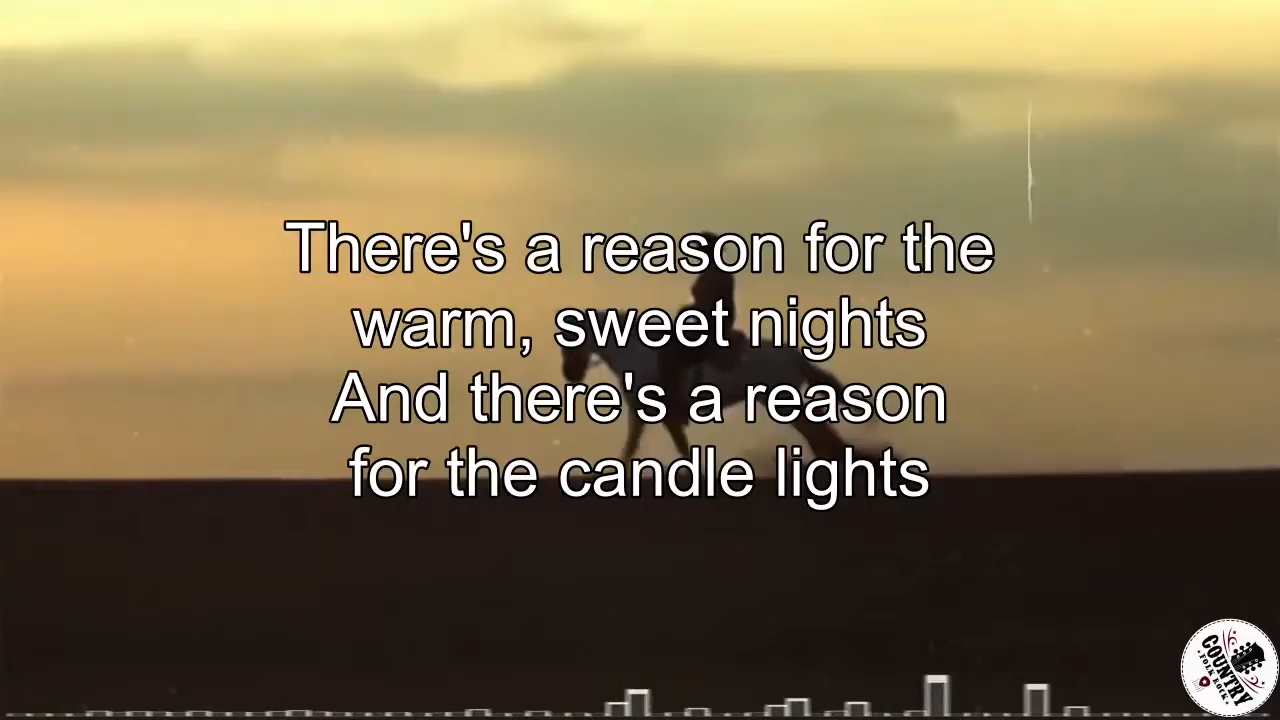 There's a reason for the
warm, sweet nights
And there's a reason
for the candle lights
COUNTRY